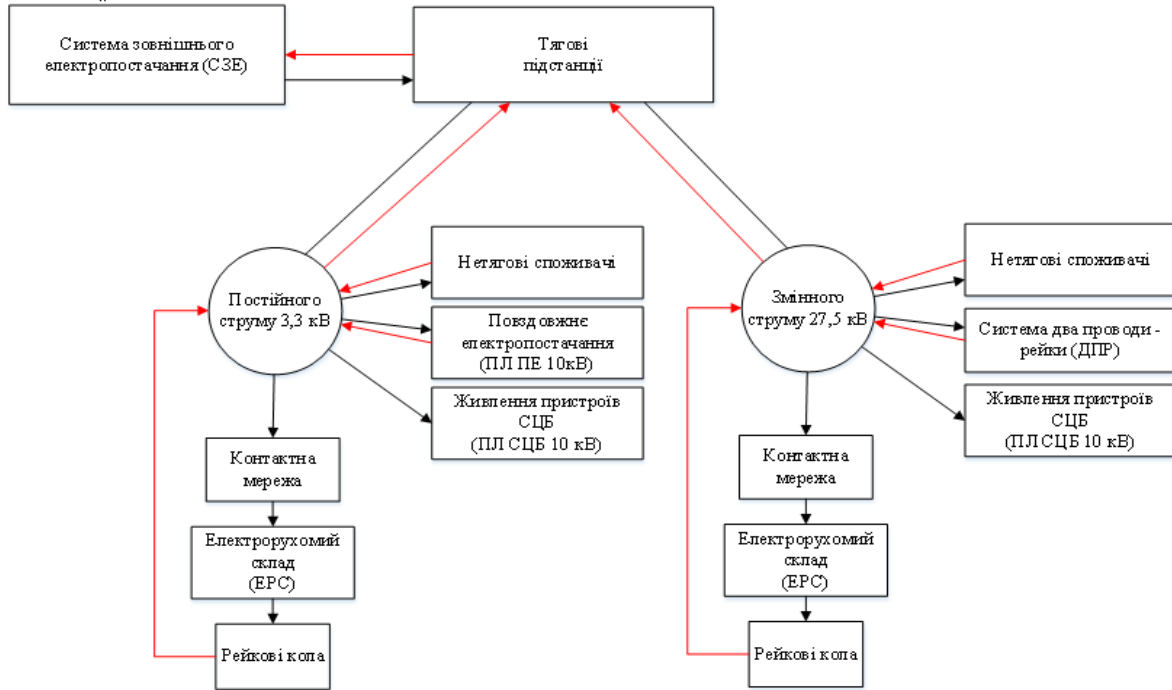 Система зовнішнього
електропостачання (СЗЕ)
Тягові
підстанції
Постійного
струму 3,3 кВ
Нетягові споживачі
Повздовжнє
електропостачання
(ПЛ ПЕ 10кВ)
Живлення пристроїв
СЦБ
(ПЛ СЦБ 10 кВ)
Контактна
мережа
Електрорухомий
склад
(ЕРС)
Рейкові кола
Змінного
струму 27,5 кВ
Нетягові споживачі
Система два проводи -
рейки (ДПР)
Живлення пристроїв
СЦБ
(ПЛ СЦБ 10 кВ)
Контактна
мережа
Електрорухомий
склад
(ЕРС)
Рейкові кола